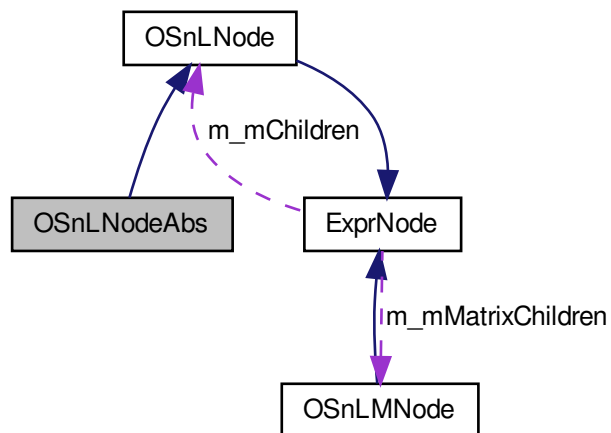 OSnLNode
m_mChildren
OSnLNodeAbs
ExprNode
m_mMatrixChildren
OSnLMNode